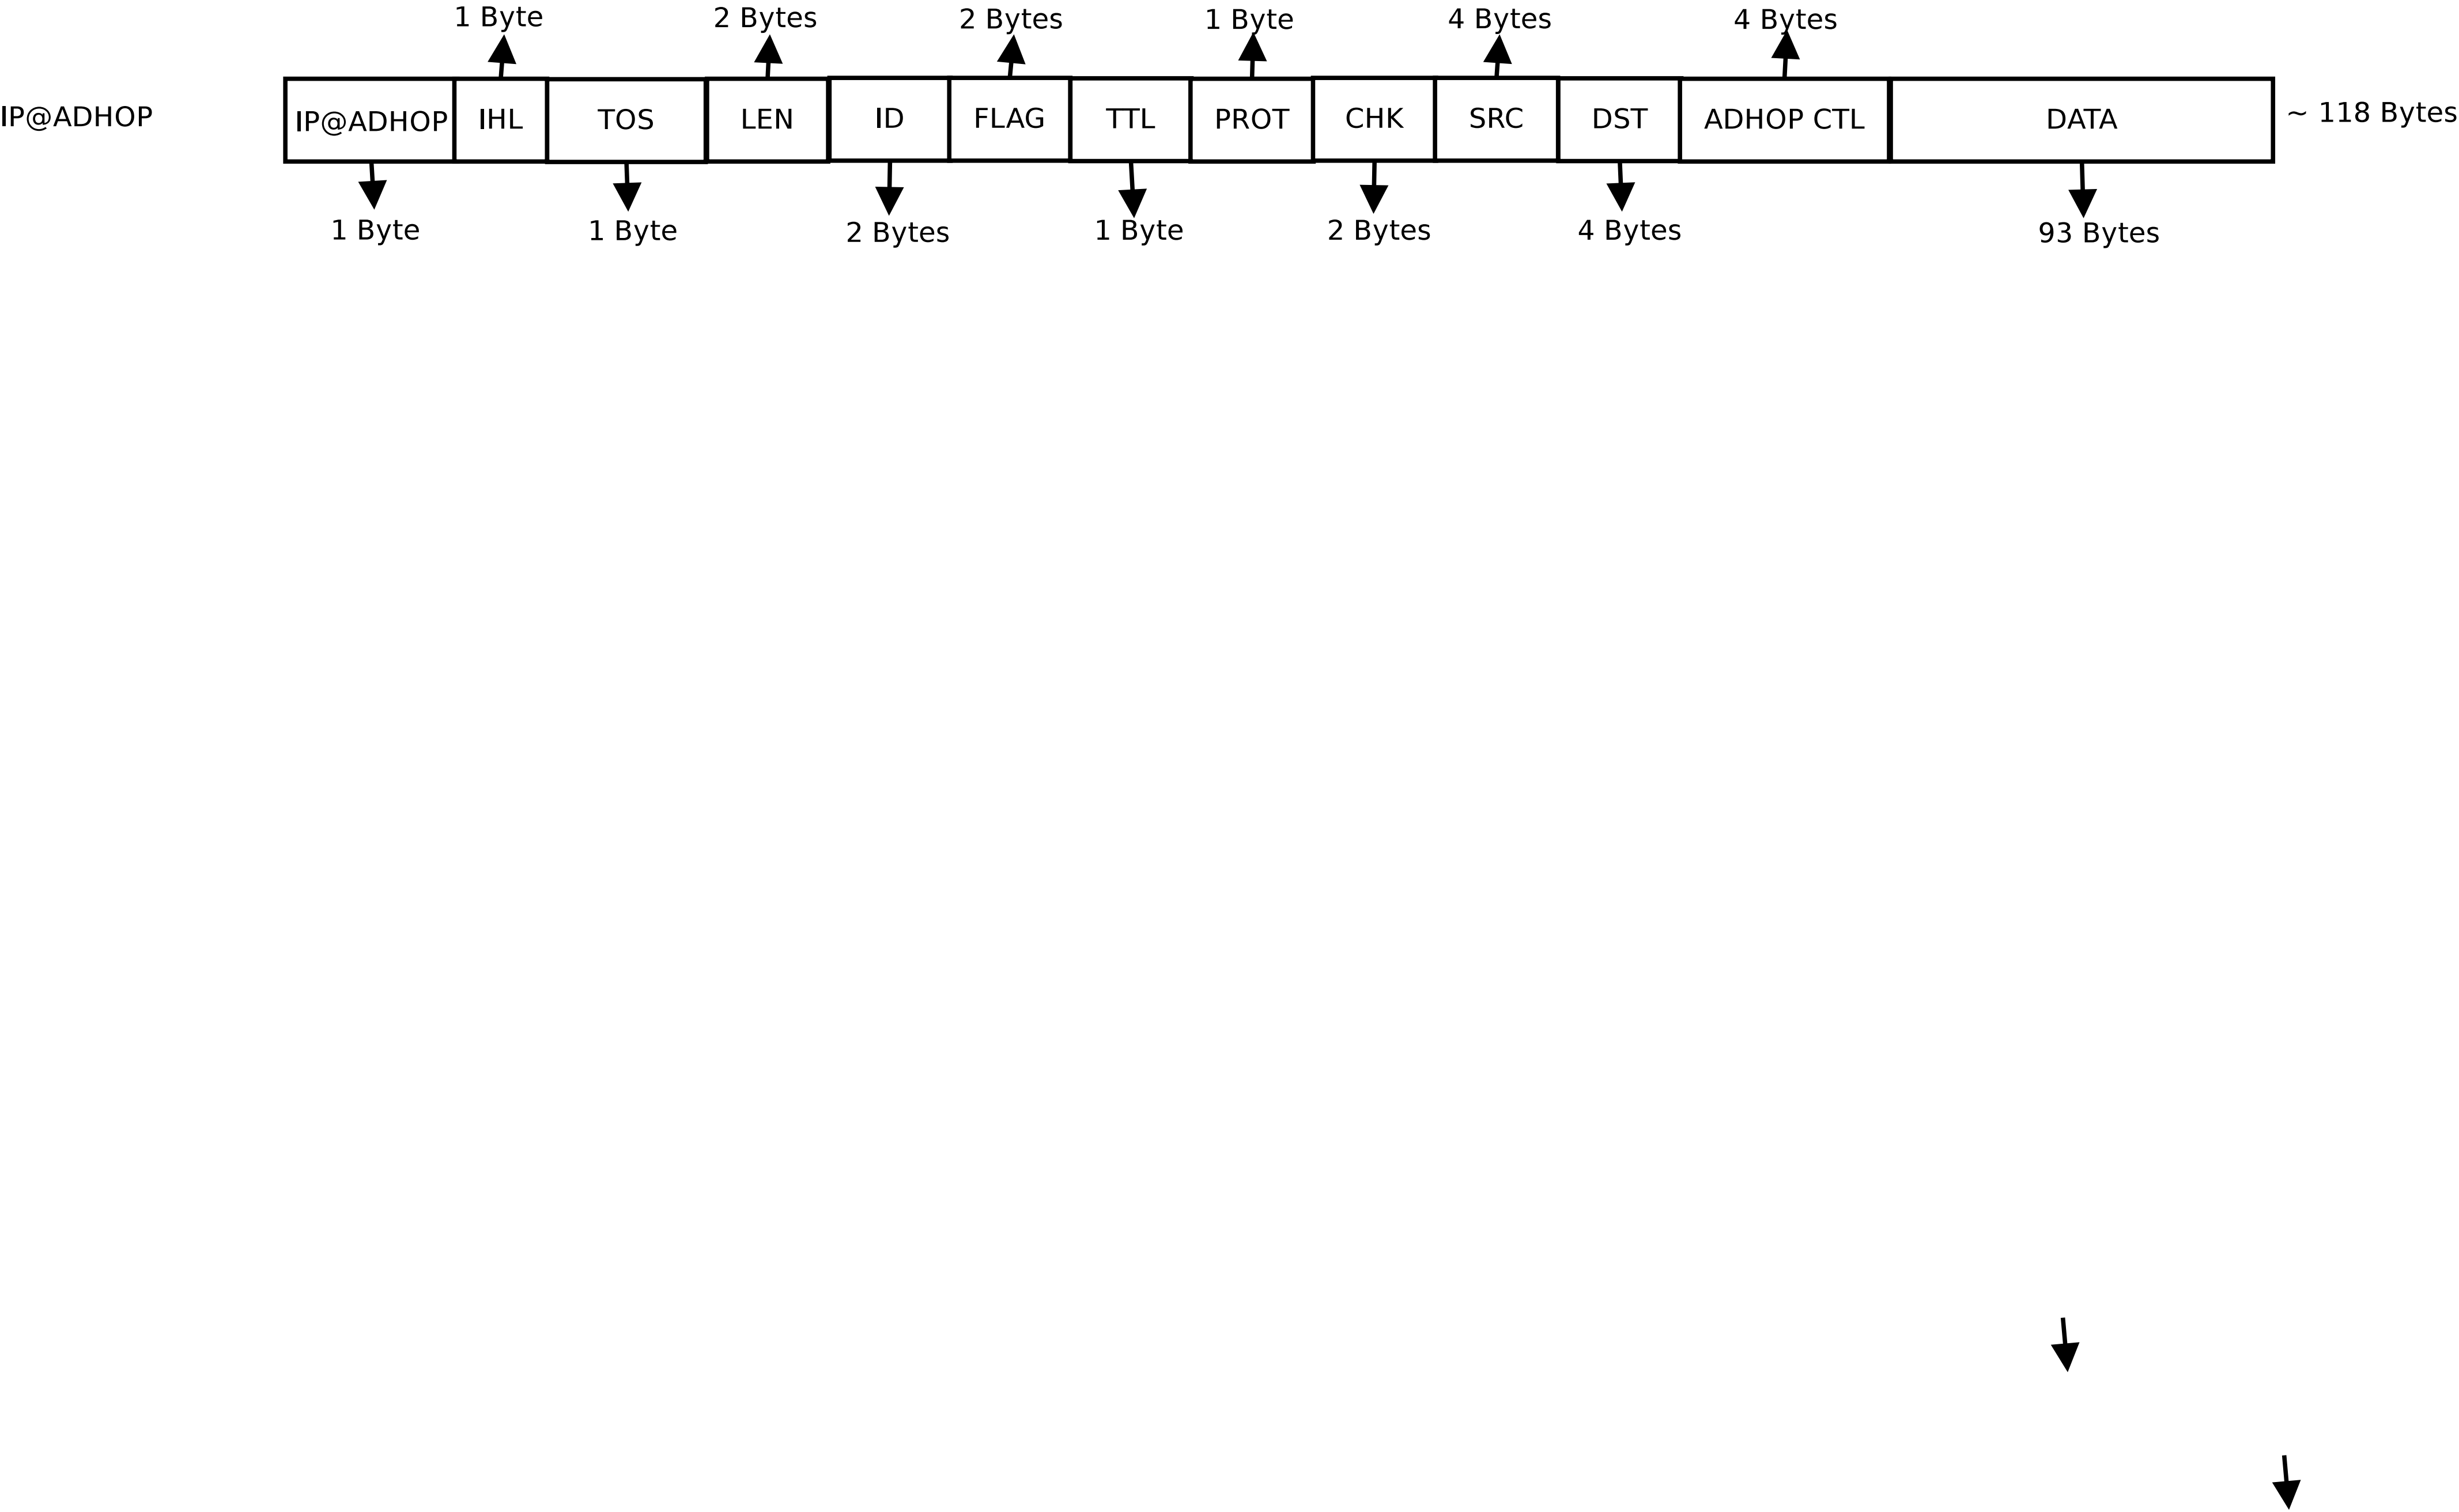 1 Byte 2 Bytes 2 Bytes 1 Byte 4 Bytes 4 Bytes
IP@ADHOP IP@ADHOP IHL TOS LEN ID FLAG TTL PROT CHK SRC DST ADHOP CTL DATA ~ 118 Bytes
1 Byte 1 Byte 2 Bytes 1 Byte 2 Bytes 4 Bytes 93 Bytes